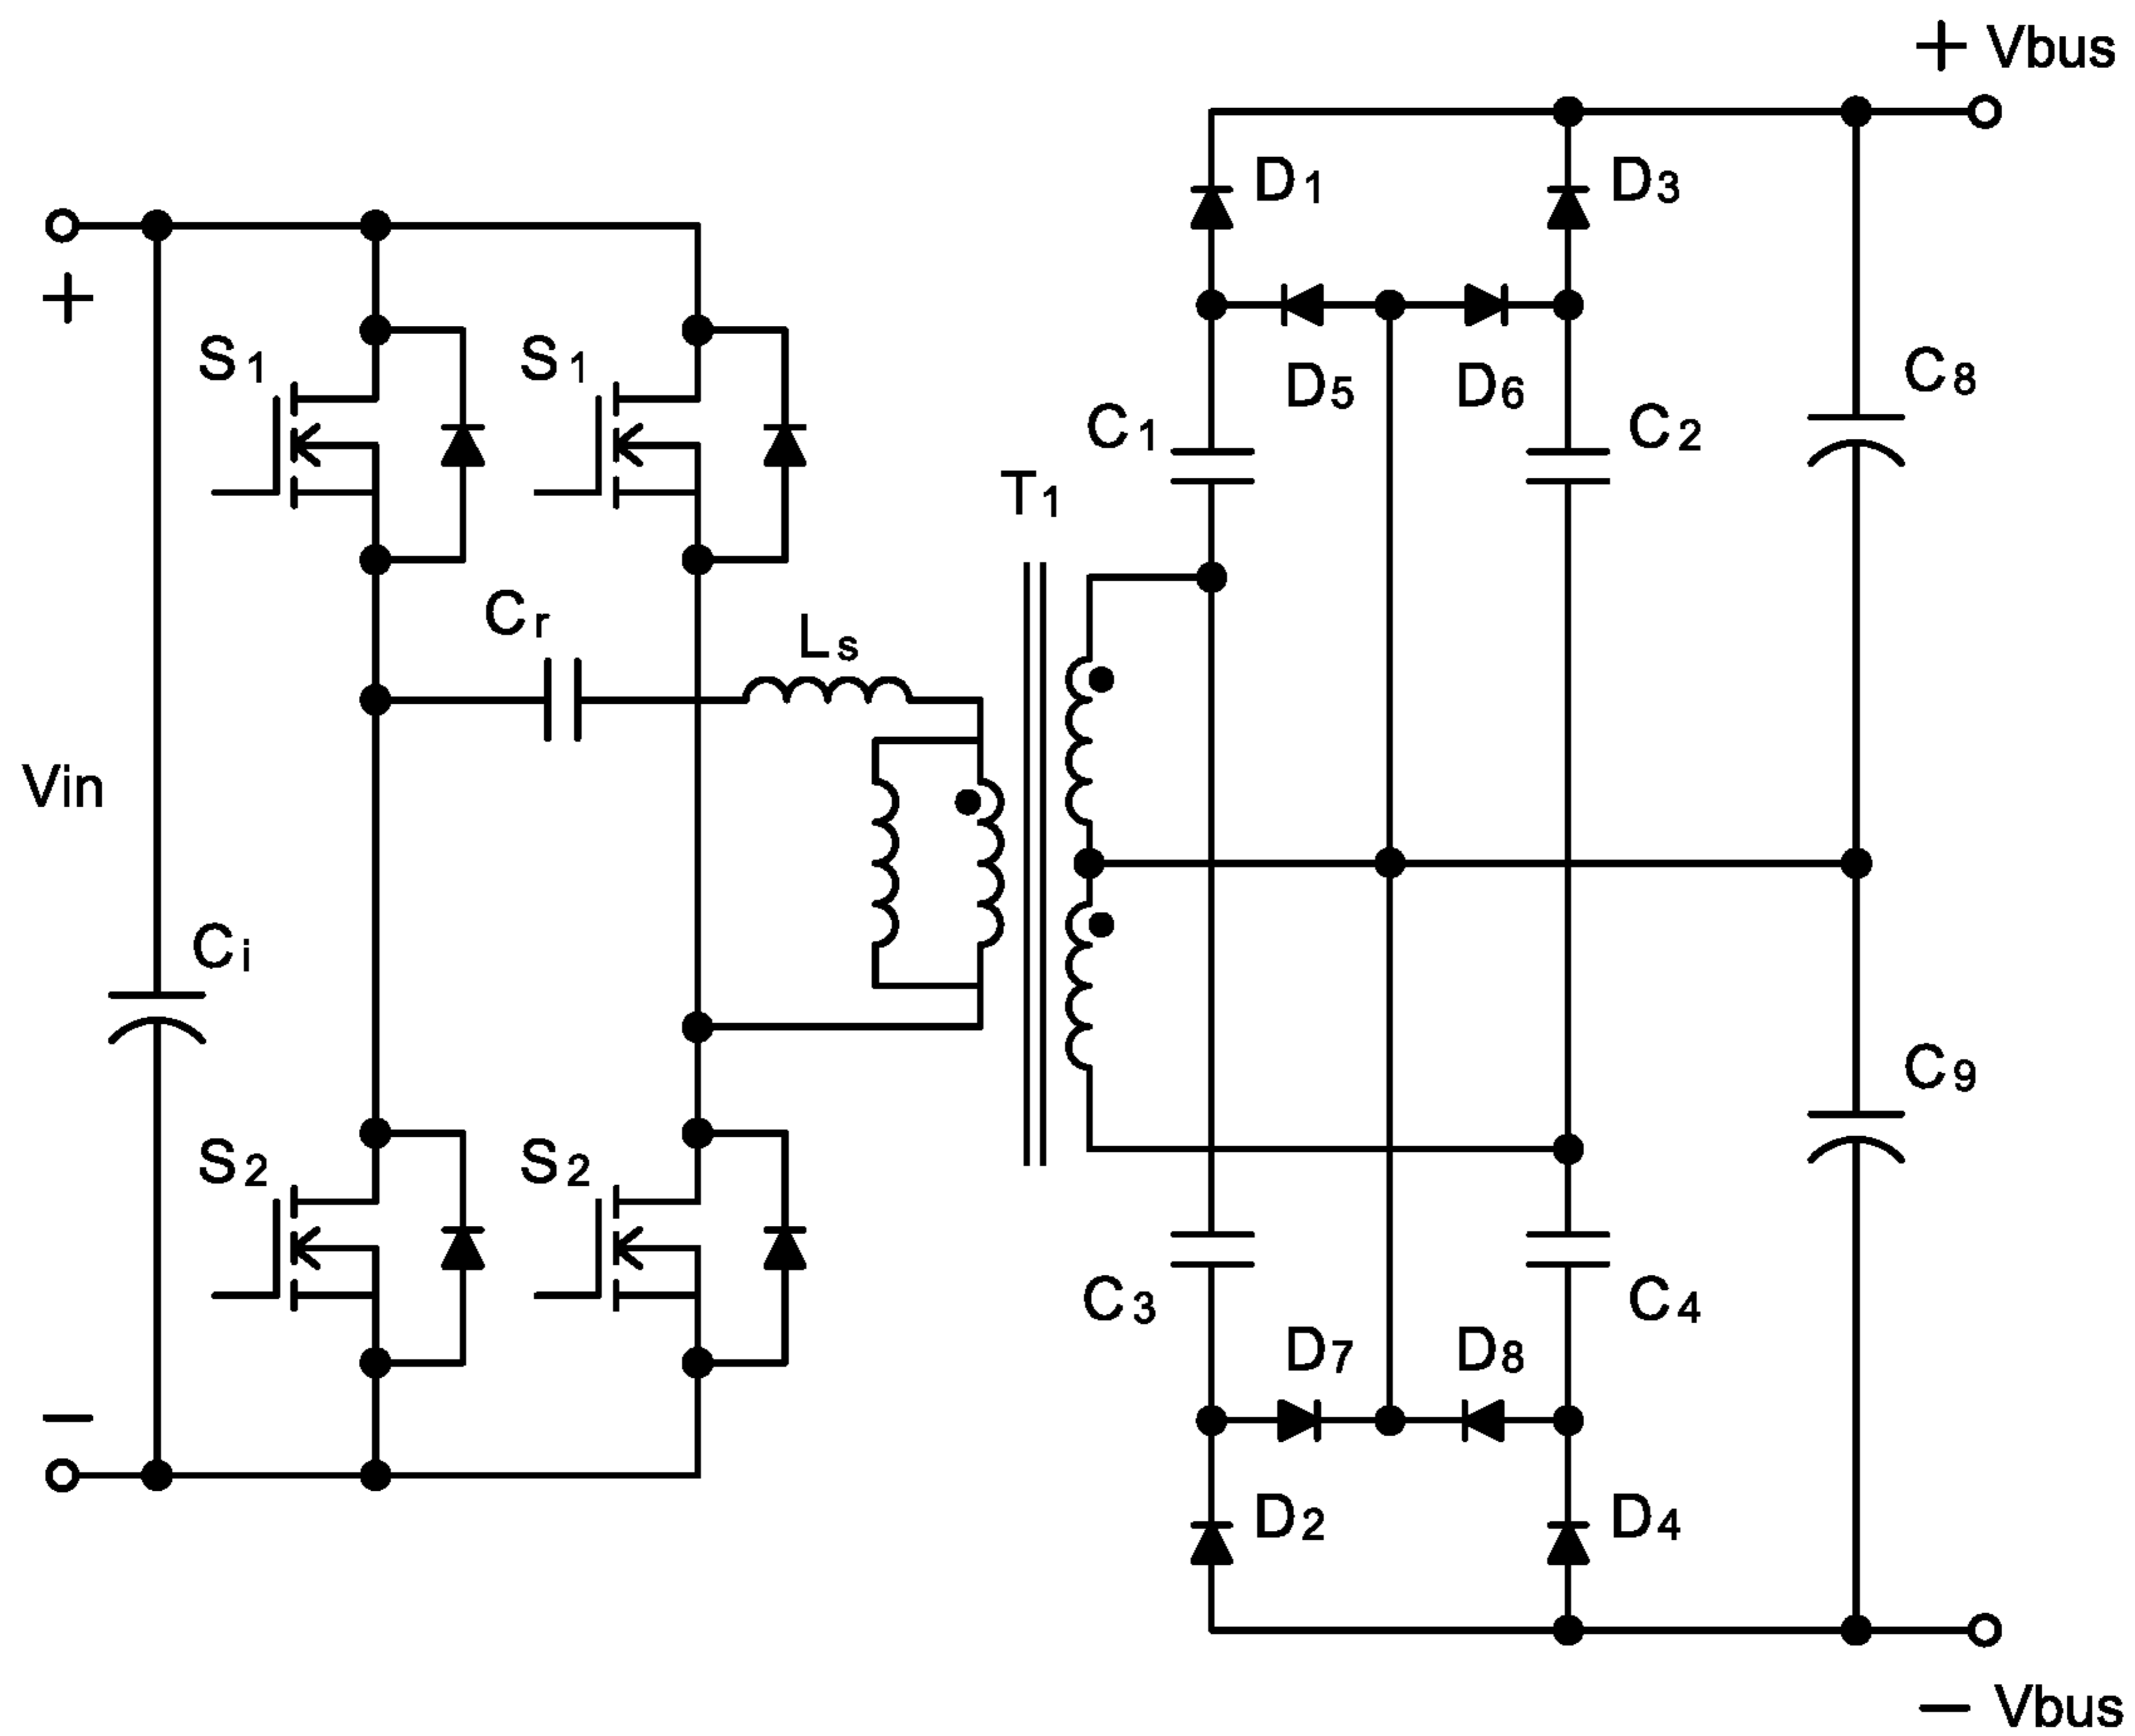 + Vbus
D1
D3
+
S1
S1
D5
D6
C8
C1
C2
T1
Cr
Ls
Vin
Ci
C9
S2
S2
C3
C4
D7
D8
−
D2
D4
− Vbus